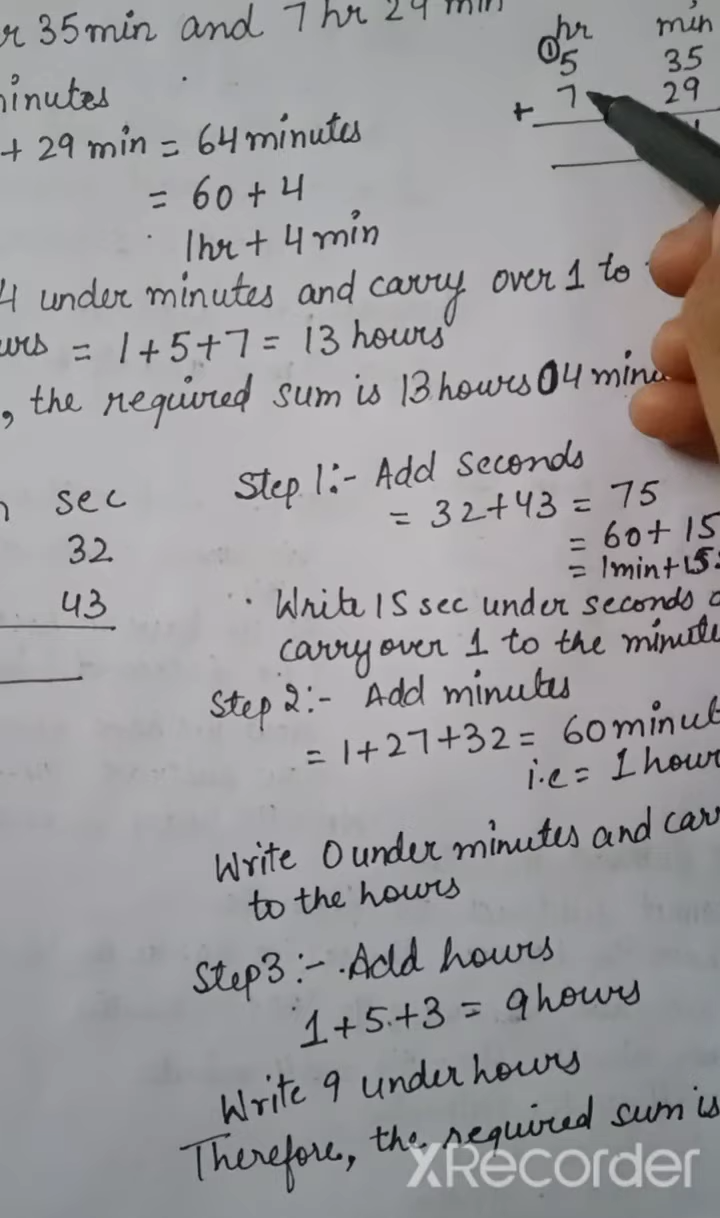 r 35min and 7 hr 29 min
hr min
① 5 35
+ 7 29
inutes
+ 29 min = 64 minutes
= 60 + 4
1hr + 4 min
4 under minutes and carry over 1 to
urs = 1+5+7 = 13 hours
, the required sum is 13 hours 04 minu
sec
32
43
Step 1:- Add seconds
= 32+43 = 75
= 60+ 15
= 1min+15
Write 15 sec under seconds
carry over 1 to the minute
Step 2:- Add minutes
= 1+27+32 = 60 minut
i.e = 1 hour
Write 0 under minutes and carr
to the hours
Step3:- Add hours
1+5+3 = 9 hours
Write 9 under hours
Therefore, the required sum is
XRecorder